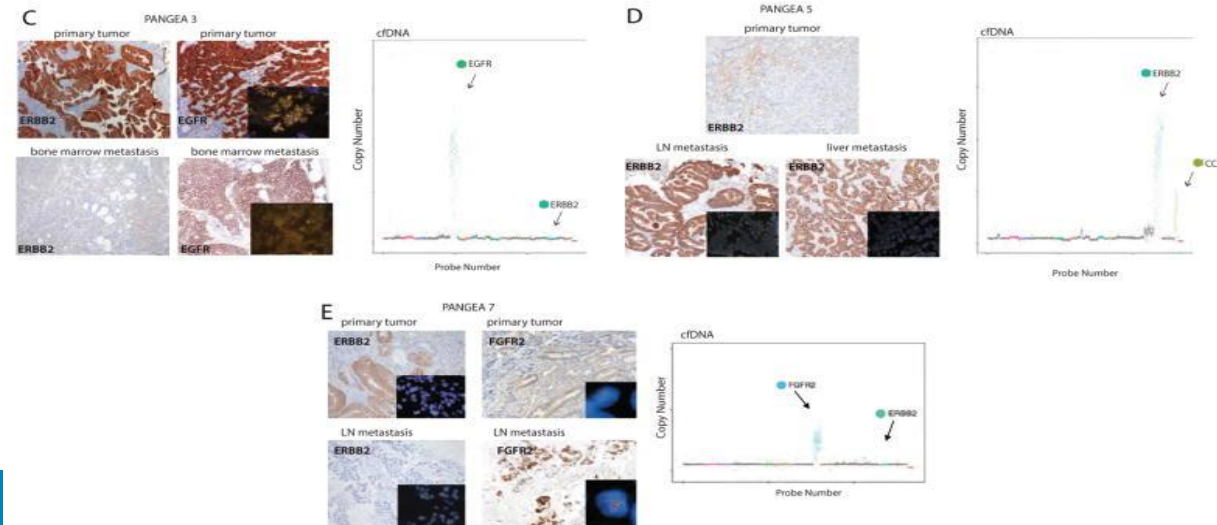 C
PANGEA 3
primary tumor
primary tumor
ERBB2
EGFR
bone marrow metastasis
bone marrow metastasis
ERBB2
EGFR
cfDNA
EGFR
ERBB2
Copy Number
Probe Number
D
PANGEA 5
primary tumor
ERBB2
LN metastasis
liver metastasis
ERBB2
ERBB2
cfDNA
ERBB2
CC
Copy Number
Probe Number
E
PANGEA 7
primary tumor
primary tumor
ERBB2
FGFR2
LN metastasis
LN metastasis
ERBB2
FGFR2
cfDNA
FGFR2
ERBB2
Copy Number
Probe Number